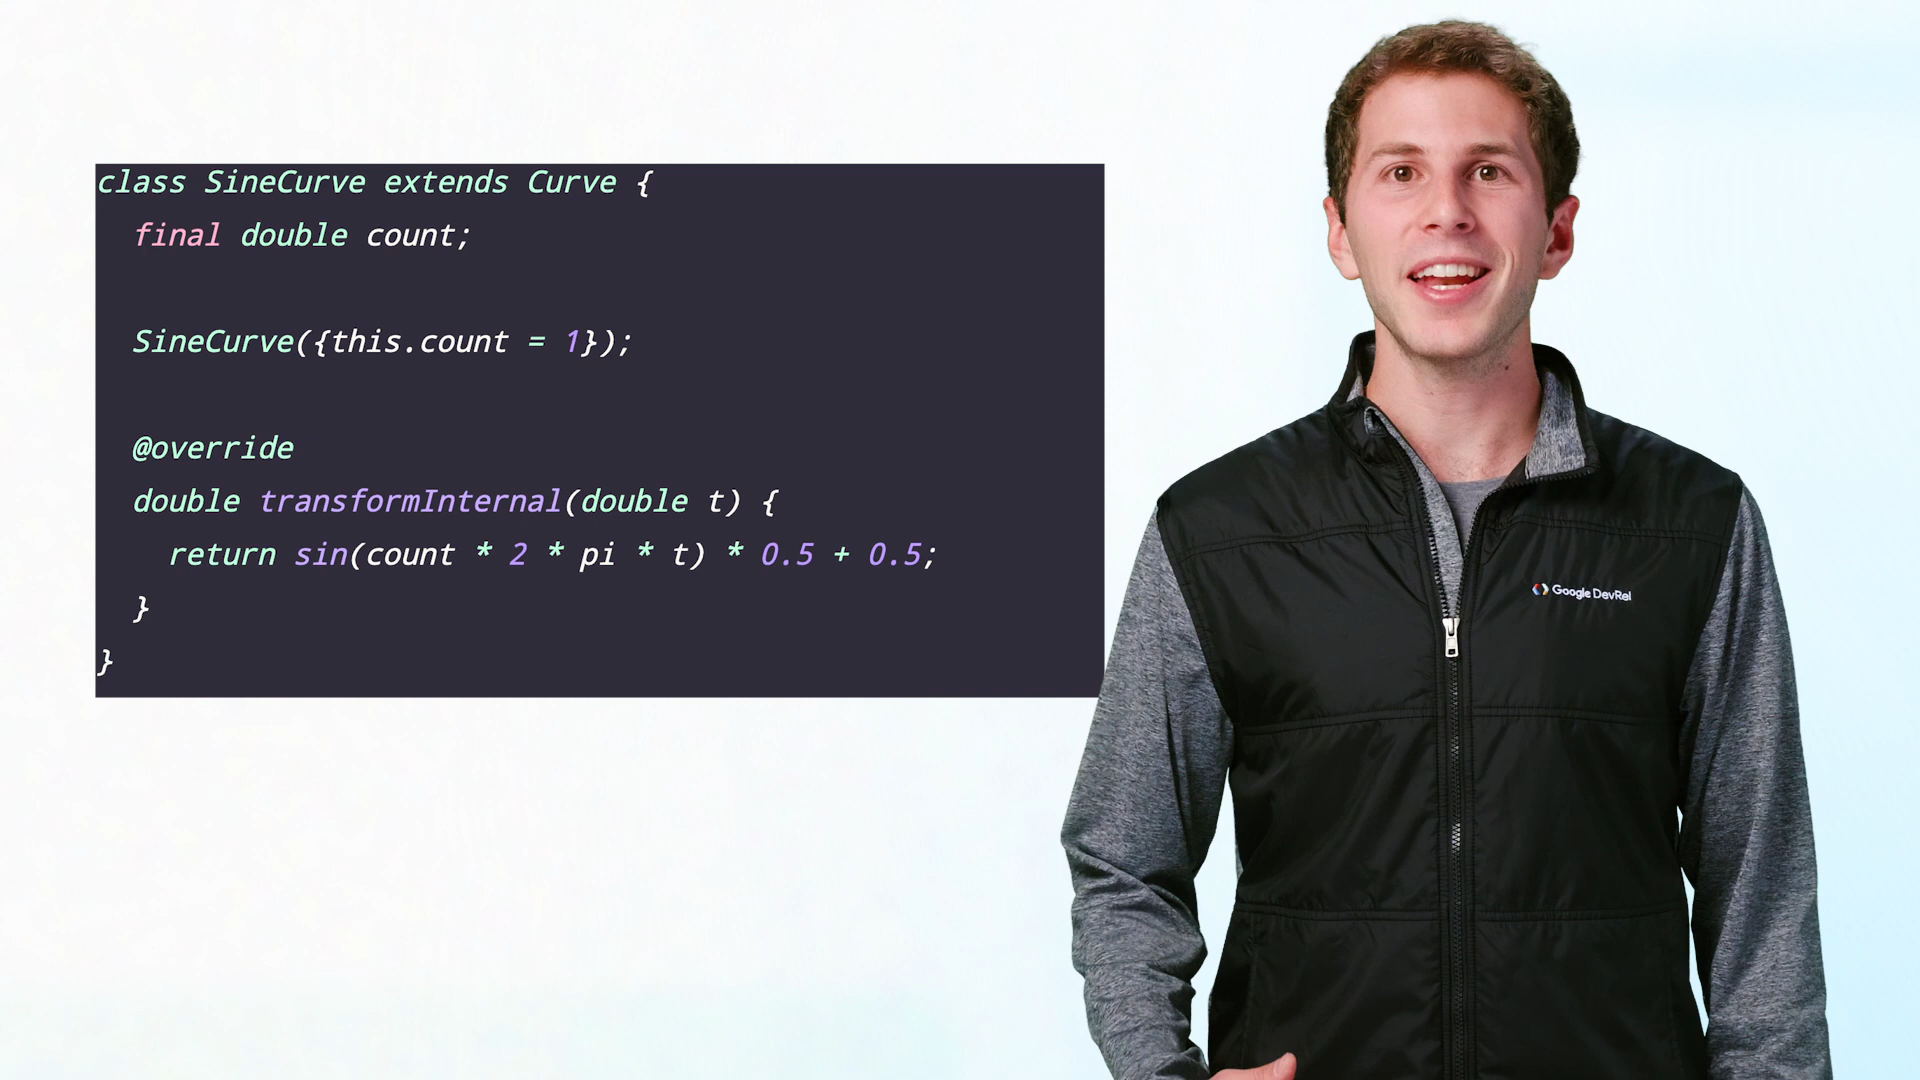 class SineCurve extends Curve {
final double count;
SineCurve({this.count = 1});
@override
double transformInternal(double t) {
return sin(count * 2 * pi * t) * 0.5 + 0.5;
}
}
Google DevRel